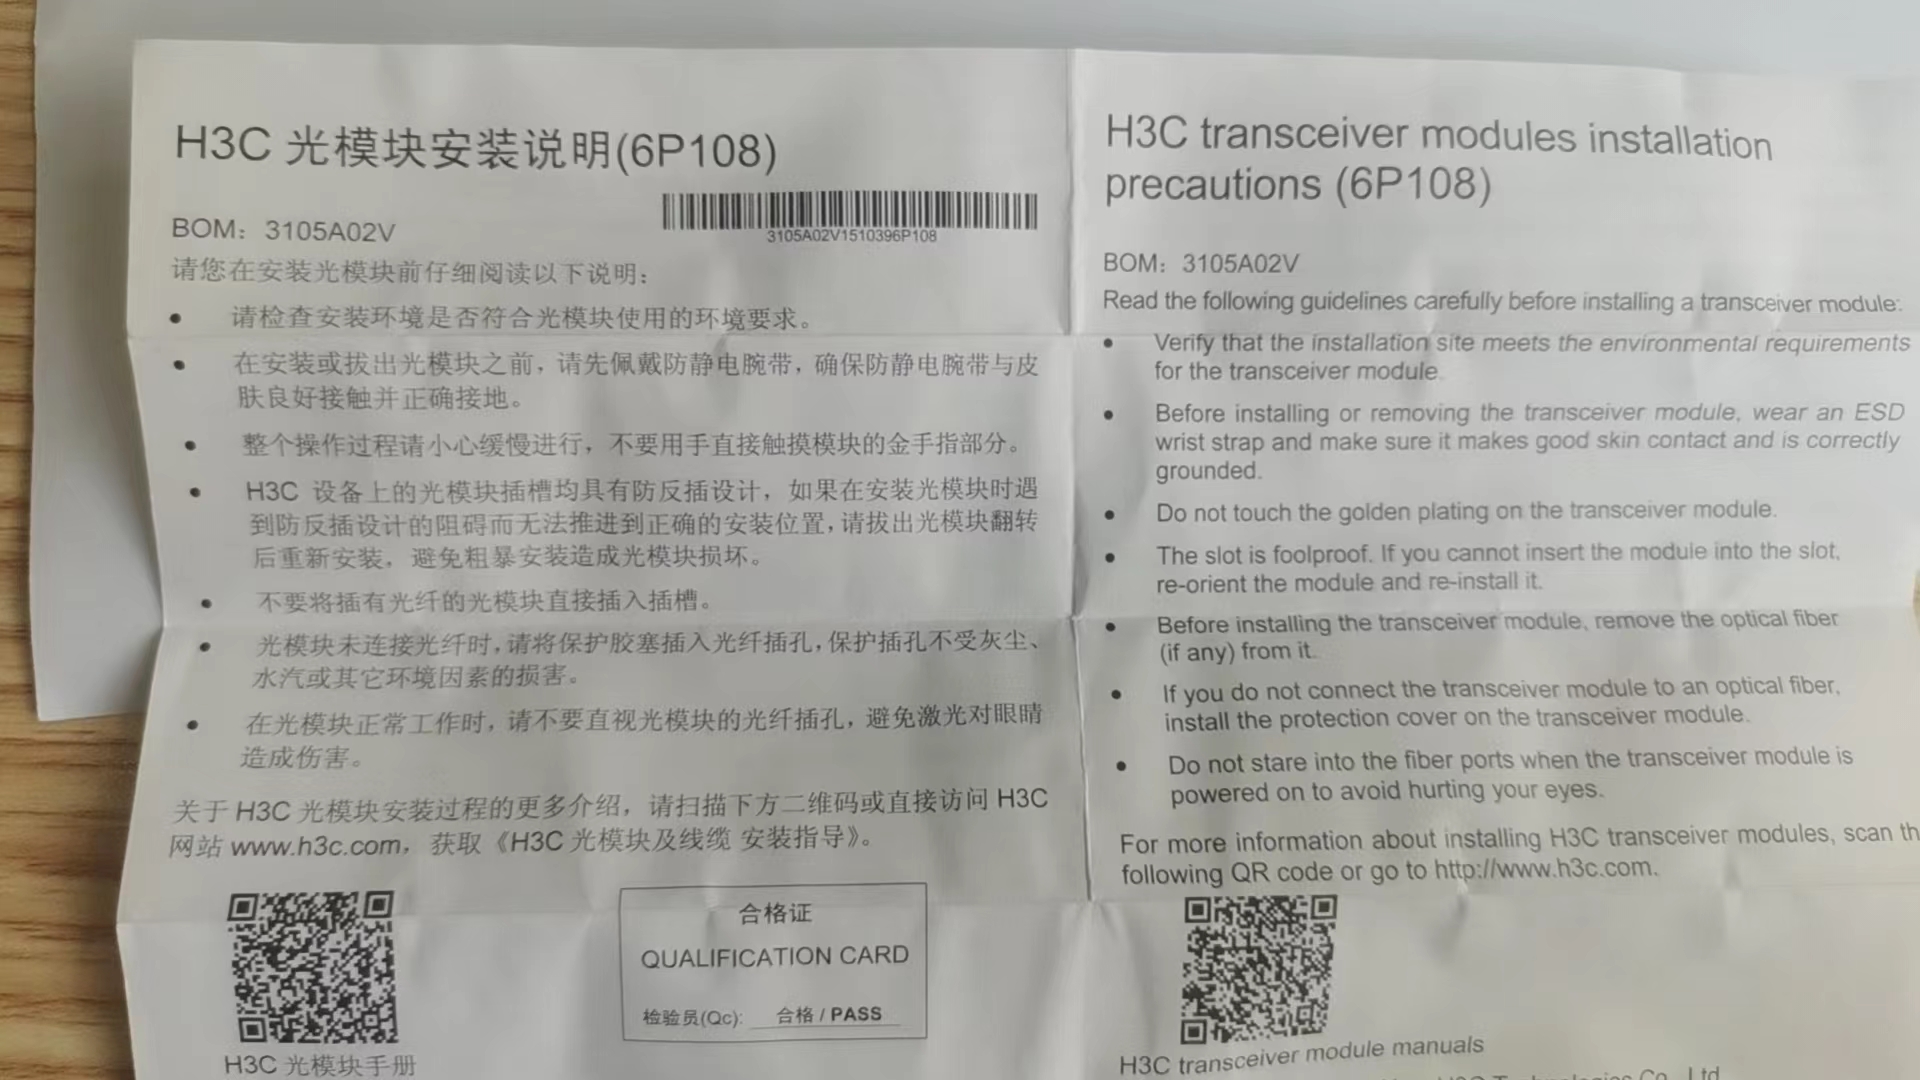 H3C 光模块安装说明(6P108)
3105A02V1510396P108
BOM：3105A02V
请您在安装光模块前仔细阅读以下说明：
● 请检查安装环境是否符合光模块使用的环境要求。
● 在安装或拔出光模块之前，请先佩戴防静电腕带，确保防静电腕带与皮
肤良好接触并正确接地。
● 整个操作过程请小心缓慢进行，不要用手直接触摸模块的金手指部分。
● H3C 设备上的光模块插槽均具有防反插设计，如果在安装光模块时遇
到防反插设计的阻碍而无法推进到正确的安装位置，请拔出光模块翻转
后重新安装，避免粗暴安装造成光模块损坏。
● 不要将插有光纤的光模块直接插入插槽。
● 光模块未连接光纤时，请将保护胶塞插入光纤插孔，保护插孔不受灰尘、
水汽或其它环境因素的损害。
● 在光模块正常工作时，请不要直视光模块的光纤插孔，避免激光对眼睛
造成伤害。
关于 H3C 光模块安装过程的更多介绍，请扫描下方二维码或直接访问 H3C
网站 www.h3c.com，获取《H3C 光模块及线缆 安装指导》。
合格证
QUALIFICATION CARD
检验员(Qc): 合格 / PASS
H3C 光模块手册
H3C transceiver modules installation
precautions (6P108)
BOM：3105A02V
Read the following guidelines carefully before installing a transceiver module:
● Verify that the installation site meets the environmental requirements
for the transceiver module.
● Before installing or removing the transceiver module, wear an ESD
wrist strap and make sure it makes good skin contact and is correctly
grounded.
● Do not touch the golden plating on the transceiver module.
● The slot is foolproof. If you cannot insert the module into the slot,
re-orient the module and re-install it.
● Before installing the transceiver module, remove the optical fiber
(if any) from it.
● If you do not connect the transceiver module to an optical fiber,
install the protection cover on the transceiver module.
● Do not stare into the fiber ports when the transceiver module is
powered on to avoid hurting your eyes.
For more information about installing H3C transceiver modules, scan th
following QR code or go to http://www.h3c.com.
H3C transceiver module manuals
H3C Technologies Co., Ltd